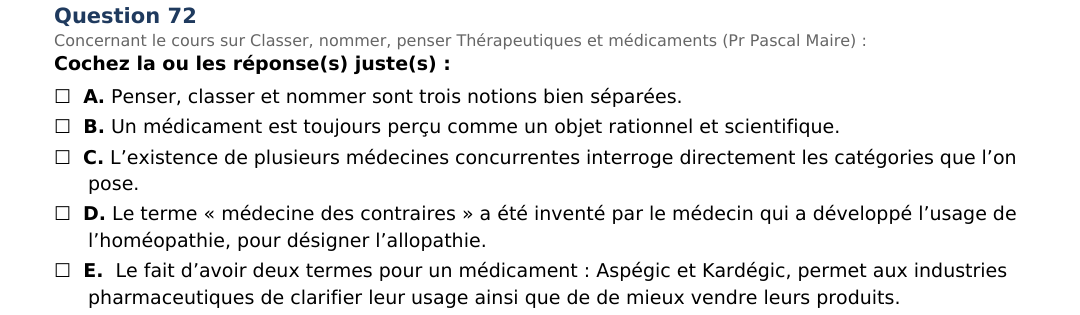 Question 72
Concernant le cours sur Classer, nommer, penser Thérapeutiques et médicaments (Pr Pascal Maire) :
Cochez la ou les réponse(s) juste(s) :
☐ A. Penser, classer et nommer sont trois notions bien séparées.
☐ B. Un médicament est toujours perçu comme un objet rationnel et scientifique.
☐ C. L’existence de plusieurs médecines concurrentes interroge directement les catégories que l’on
pose.
☐ D. Le terme « médecine des contraires » a été inventé par le médecin qui a développé l’usage de
l’homéopathie, pour désigner l’allopathie.
☐ E. Le fait d’avoir deux termes pour un médicament : Aspégic et Kardégic, permet aux industries
pharmaceutiques de clarifier leur usage ainsi que de de mieux vendre leurs produits.